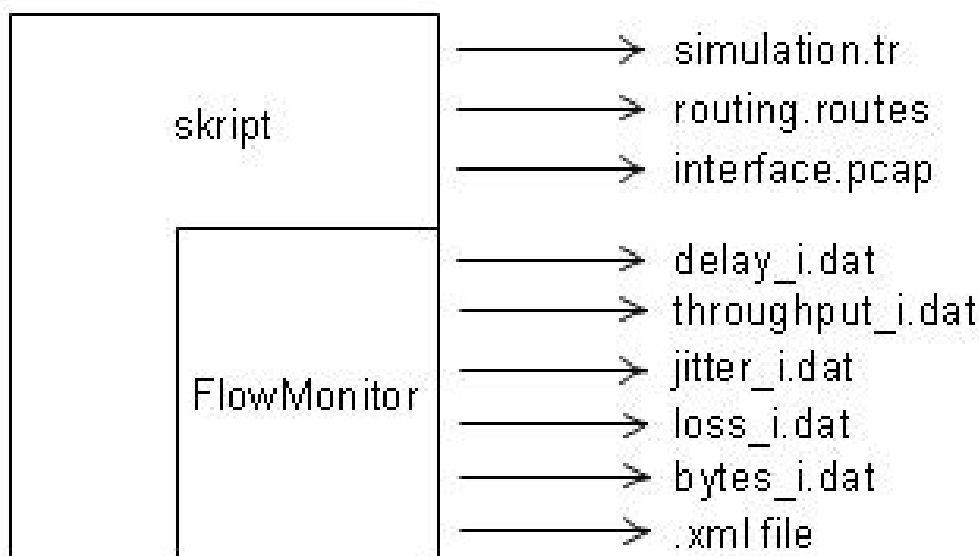 skript
simulation.tr
routing.routes
interface.pcap
FlowMonitor
delay_i.dat
throughput_i.dat
jitter_i.dat
loss_i.dat
bytes_i.dat
.xml file